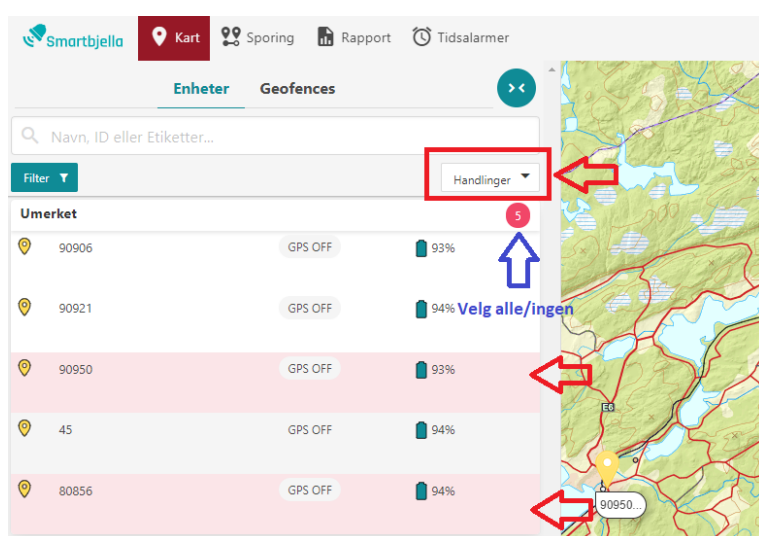 Smartbjella
Kart
Sporing
Rapport
Tidsalarmer
Enheter
Geofences
Navn, ID eller Etiketter...
Filter
Handlinger
Umerket
5
90906
GPS OFF
93%
90921
GPS OFF
94%
Velg alle/ingen
90950
GPS OFF
93%
45
GPS OFF
94%
80856
GPS OFF
94%
E6
90950...